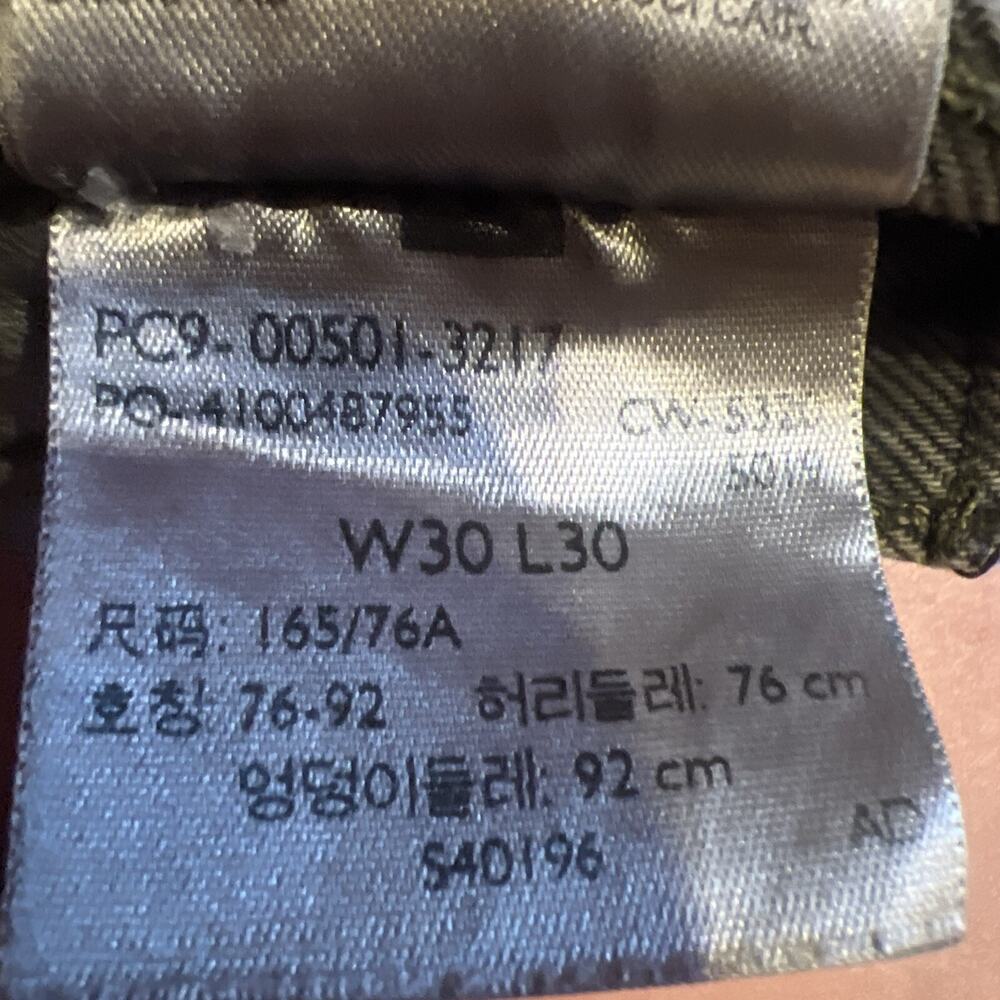 PC9-00501-3217
PO-4100487955
W30 L30
尺码: 165/76A
호칭: 76-92 허리둘레: 76 cm
엉덩이둘레: 92 cm
AD
S40196